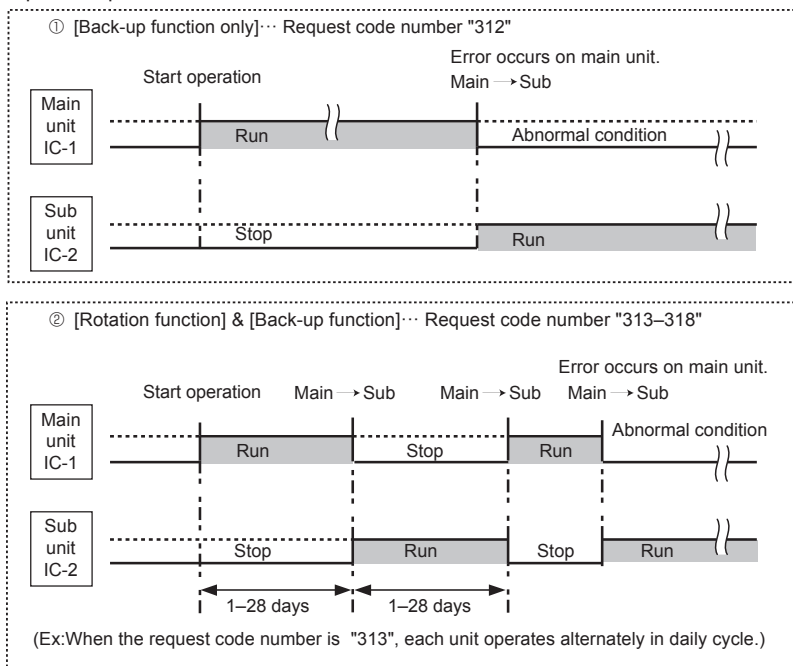 ① [Back-up function only]··· Request code number "312"
Error occurs on main unit.
Start operation Main → Sub
Main
unit
IC-1
Run Abnormal condition
Sub
unit
IC-2
Stop Run
② [Rotation function] & [Back-up function]··· Request code number "313–318"
Error occurs on main unit.
Start operation Main → Sub Main → Sub Main → Sub
Main
unit
IC-1
Run Stop Run Abnormal condition
Sub
unit
IC-2
Stop Run Stop Run
1–28 days 1–28 days
(Ex:When the request code number is "313", each unit operates alternately in daily cycle.)